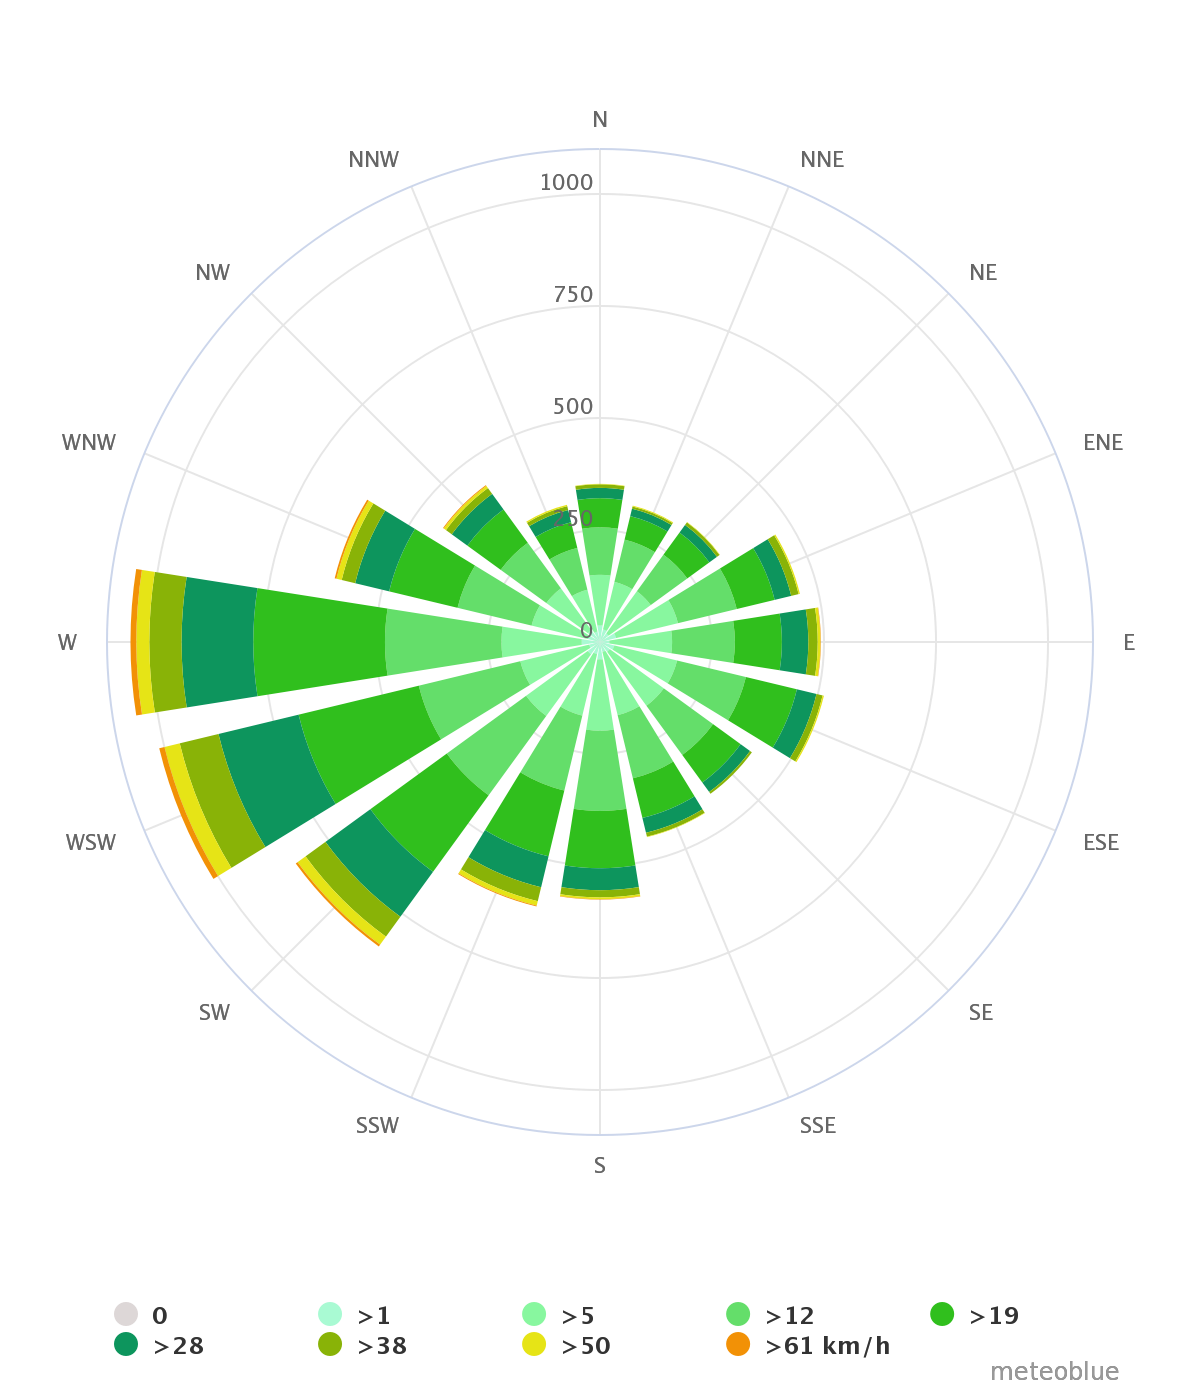 N
NNW NNE
1000
NW NE
750
500
WNW ENE
250
0
W E
WSW ESE
SW SE
SSW SSE
S
0 >1 >5 >12 >19
>28 >38 >50 >61 km/h
meteoblue